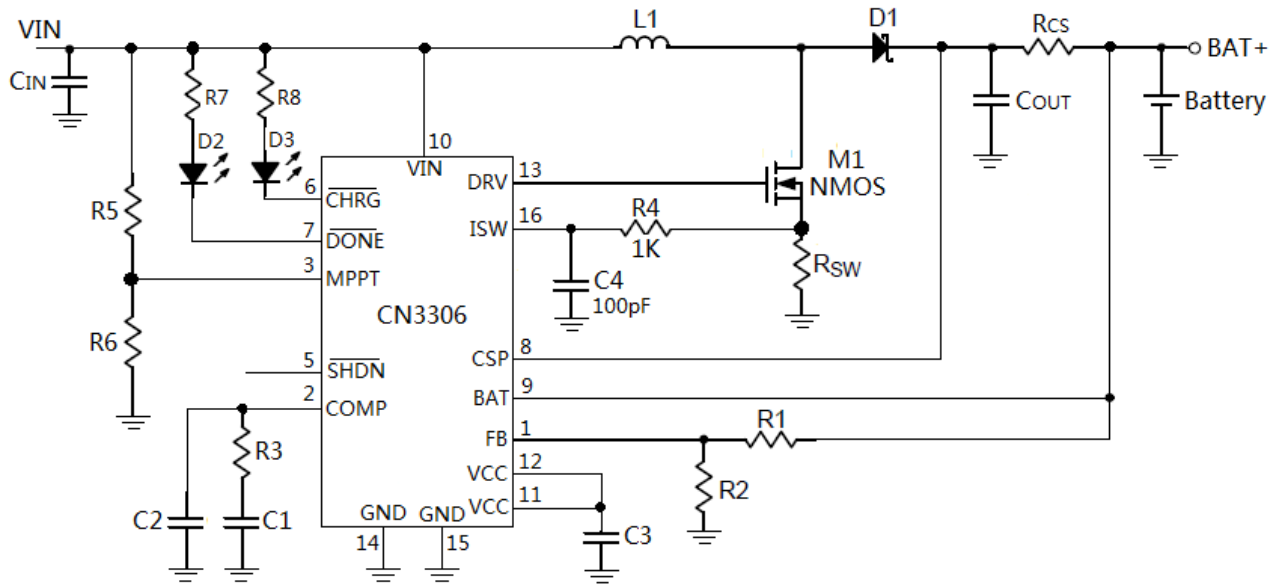 VIN
L1
D1
RCS
BAT+
CIN
R7
R8
COUT
Battery
D2
D3
10
VIN
13
DRV
M1
NMOS
6
CHRG
16
ISW
R4
1K
R5
7
DONE
3
MPPT
C4
100pF
RSW
CN3306
R6
5
SHDN
8
CSP
2
COMP
9
BAT
R3
1
FB
R1
12
VCC
R2
11
VCC
C2
C1
GND
GND
14
15
C3